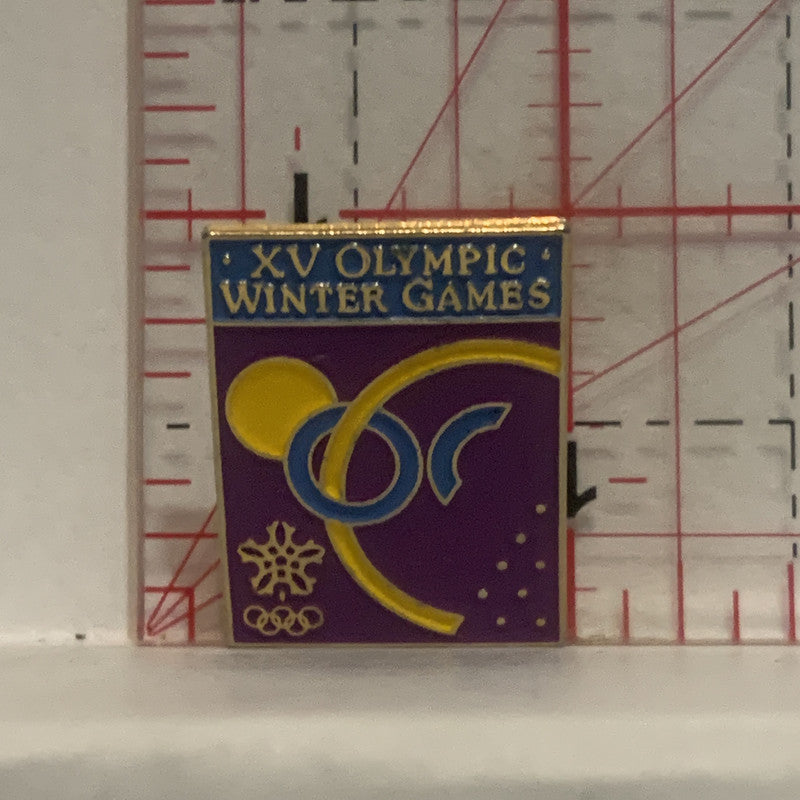 · XV OLYMPIC ·
WINTER GAMES